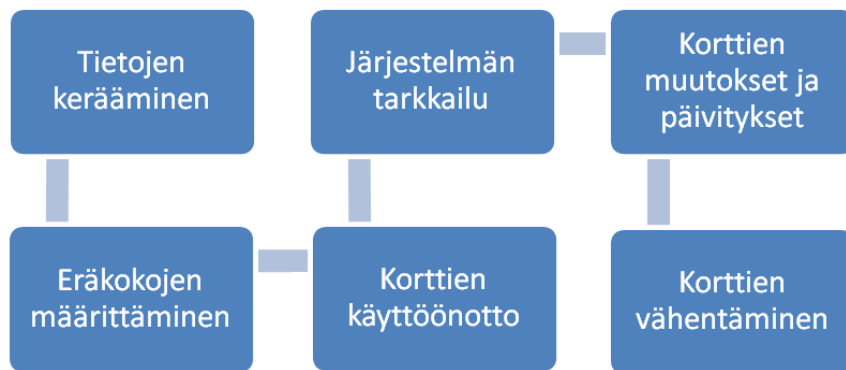 Tietojen
kerääminen
Eräkokojen
määrittäminen
Korttien
käyttöönotto
Järjestelmän
tarkkailu
Korttien
muutokset ja
päivitykset
Korttien
vähentäminen